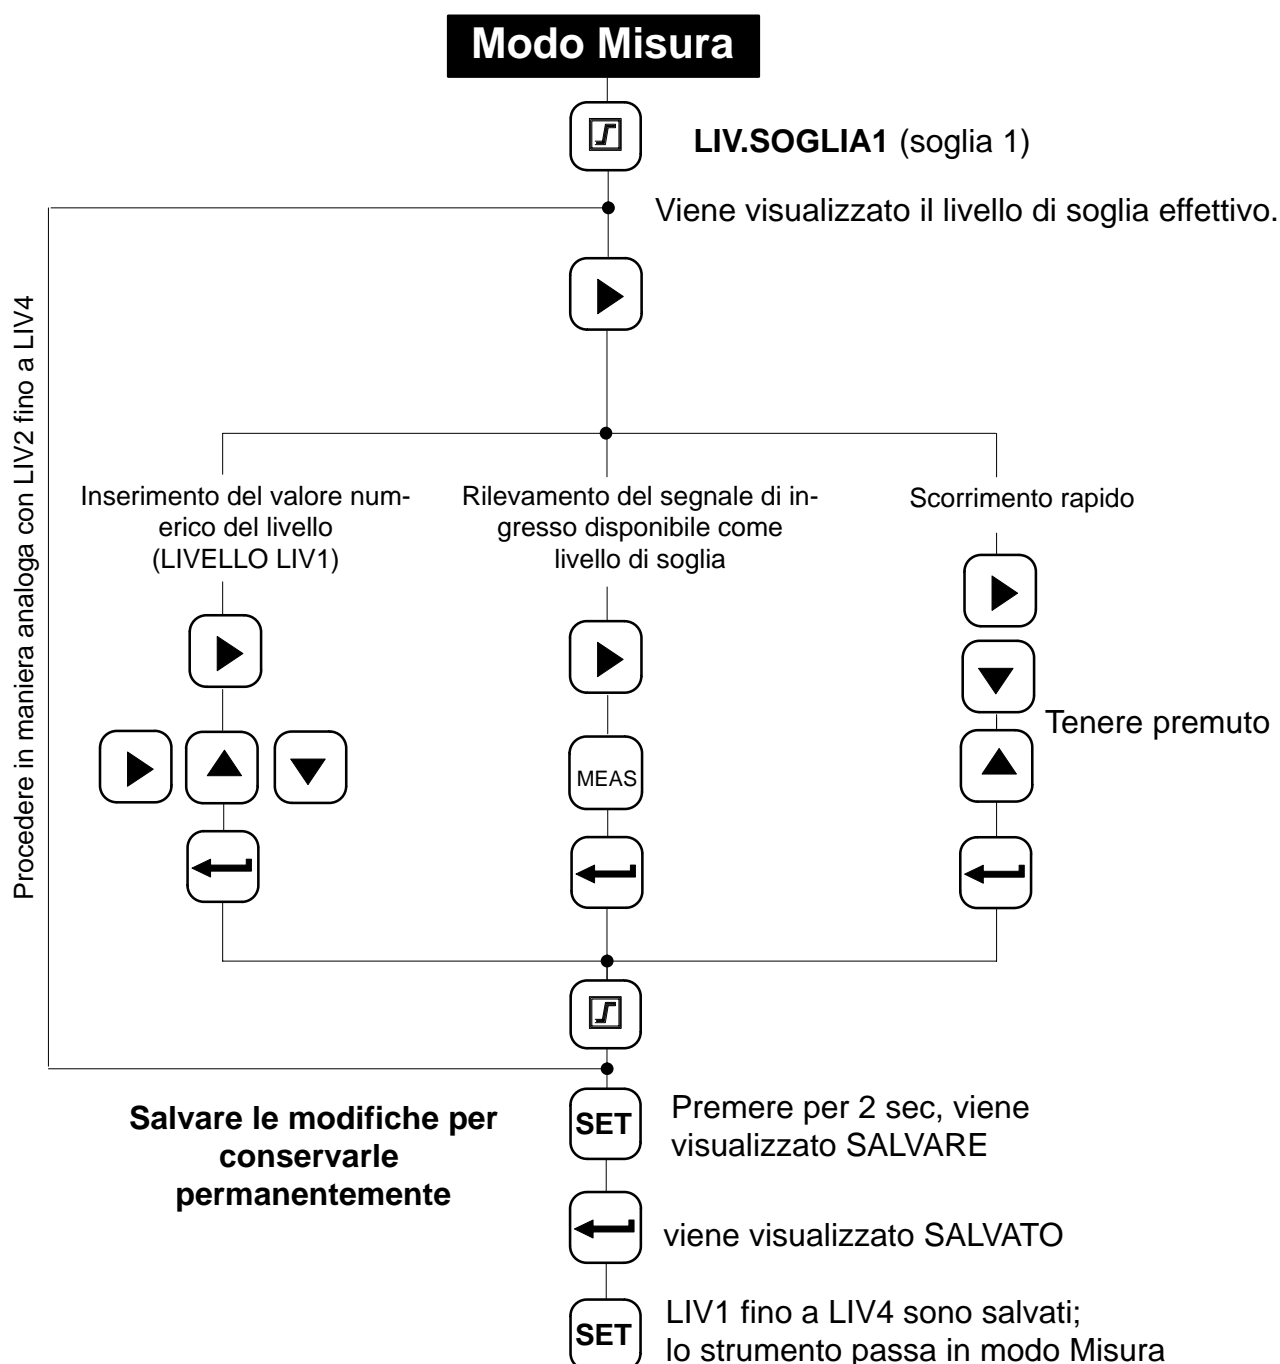 Modo Misura
LIV.SOGLIA1 (soglia 1)
Viene visualizzato il livello di soglia effettivo.
Procedere in maniera analoga con LIV2 fino a LIV4
Inserimento del valore num-
erico del livello
(LIVELLO LIV1)
Rilevamento del segnale di in-
gresso disponibile come
livello di soglia
Scorrimento rapido
Tenere premuto
MEAS
Salvare le modifiche per
conservarle
permanentemente
SET
Premere per 2 sec, viene
visualizzato SALVARE
viene visualizzato SALVATO
SET
LIV1 fino a LIV4 sono salvati;
lo strumento passa in modo Misura